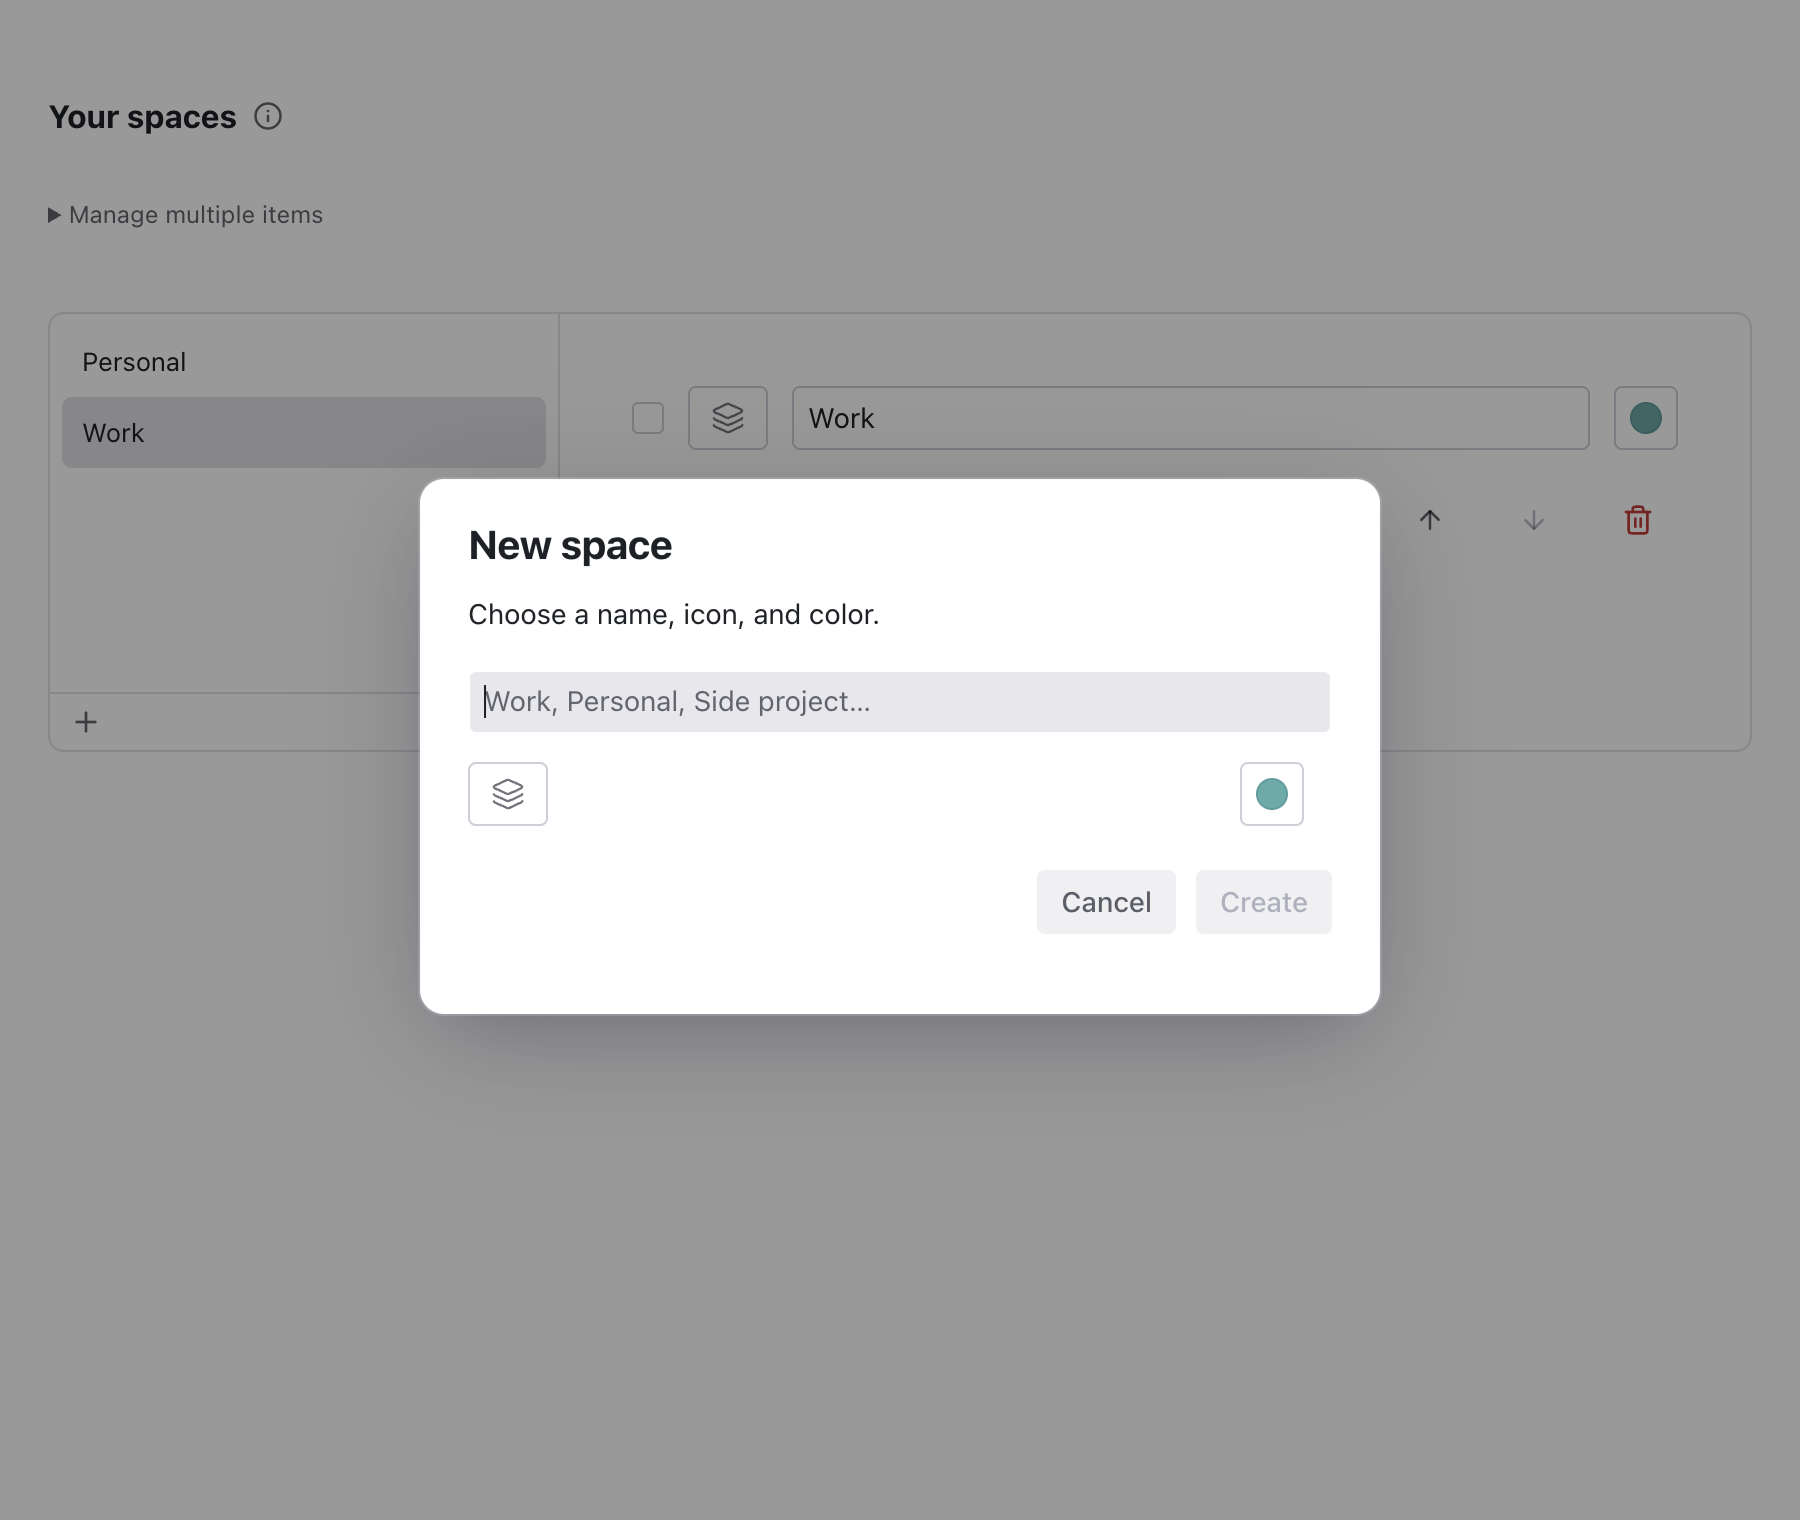 Your spaces
Manage multiple items
Personal
Work
Work
New space
Choose a name, icon, and color.
Work, Personal, Side project...
Cancel
Create